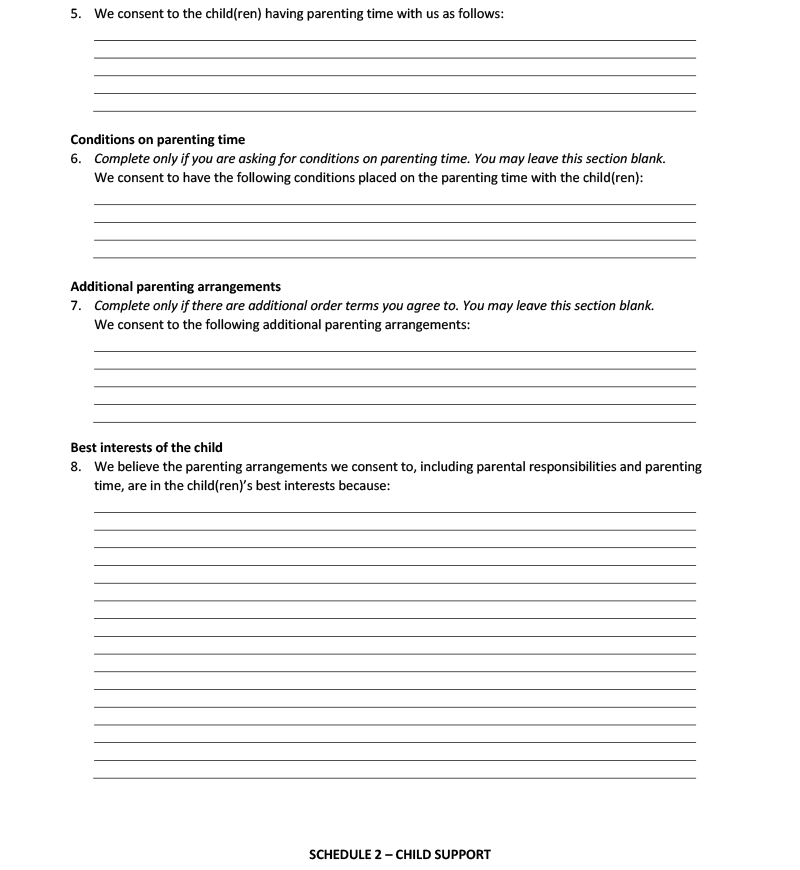 5. We consent to the child(ren) having parenting time with us as follows:
Conditions on parenting time
6. Complete only if you are asking for conditions on parenting time. You may leave this section blank.
We consent to have the following conditions placed on the parenting time with the child(ren):
Additional parenting arrangements
7. Complete only if there are additional order terms you agree to. You may leave this section blank.
We consent to the following additional parenting arrangements:
Best interests of the child
8. We believe the parenting arrangements we consent to, including parental responsibilities and parenting
time, are in the child(ren)’s best interests because:
SCHEDULE 2 – CHILD SUPPORT